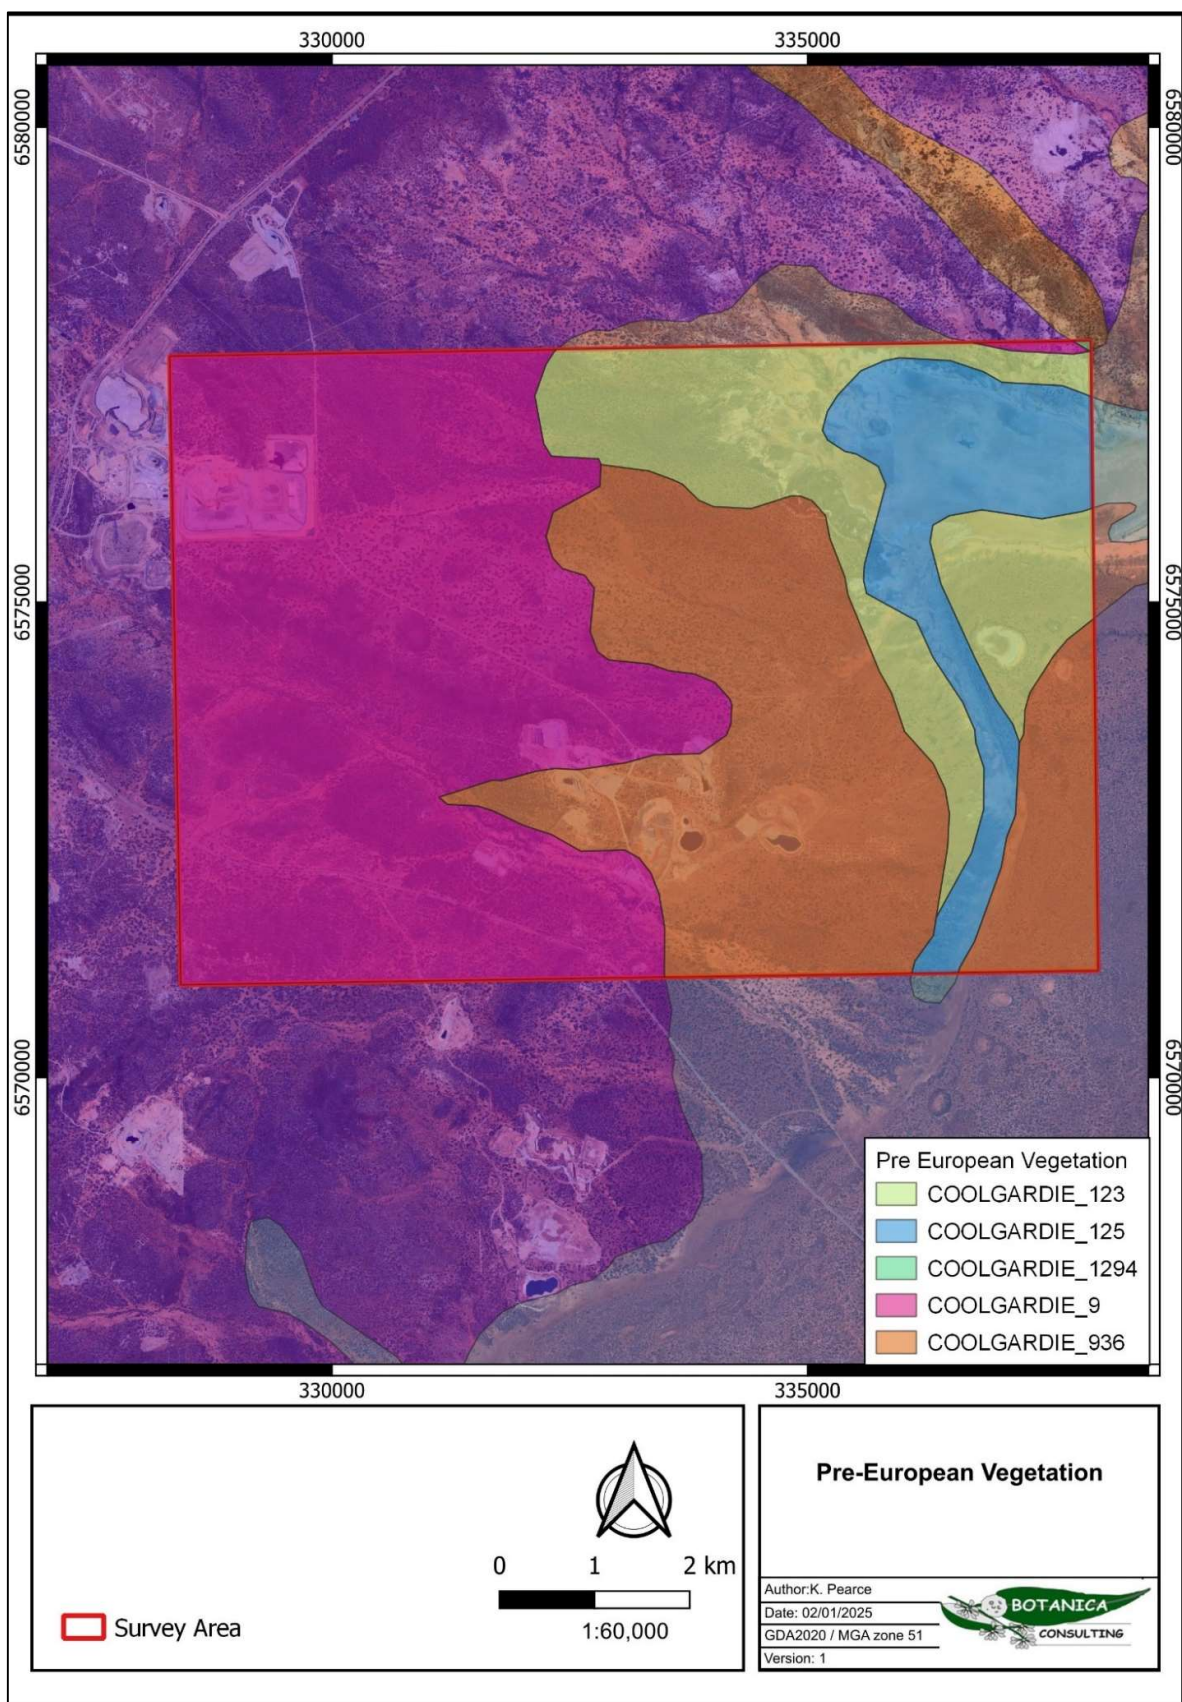 330000 335000
6580000 6580000
6575000 6575000
6570000 6570000
Pre European Vegetation
COOLGARDIE_123
COOLGARDIE_125
COOLGARDIE_1294
COOLGARDIE_9
COOLGARDIE_936
330000 335000
0 1 2 km
1:60,000
Survey Area
Pre-European Vegetation
Author:K. Pearce
Date: 02/01/2025
GDA2020 / MGA zone 51
Version: 1
BOTANICA
CONSULTING